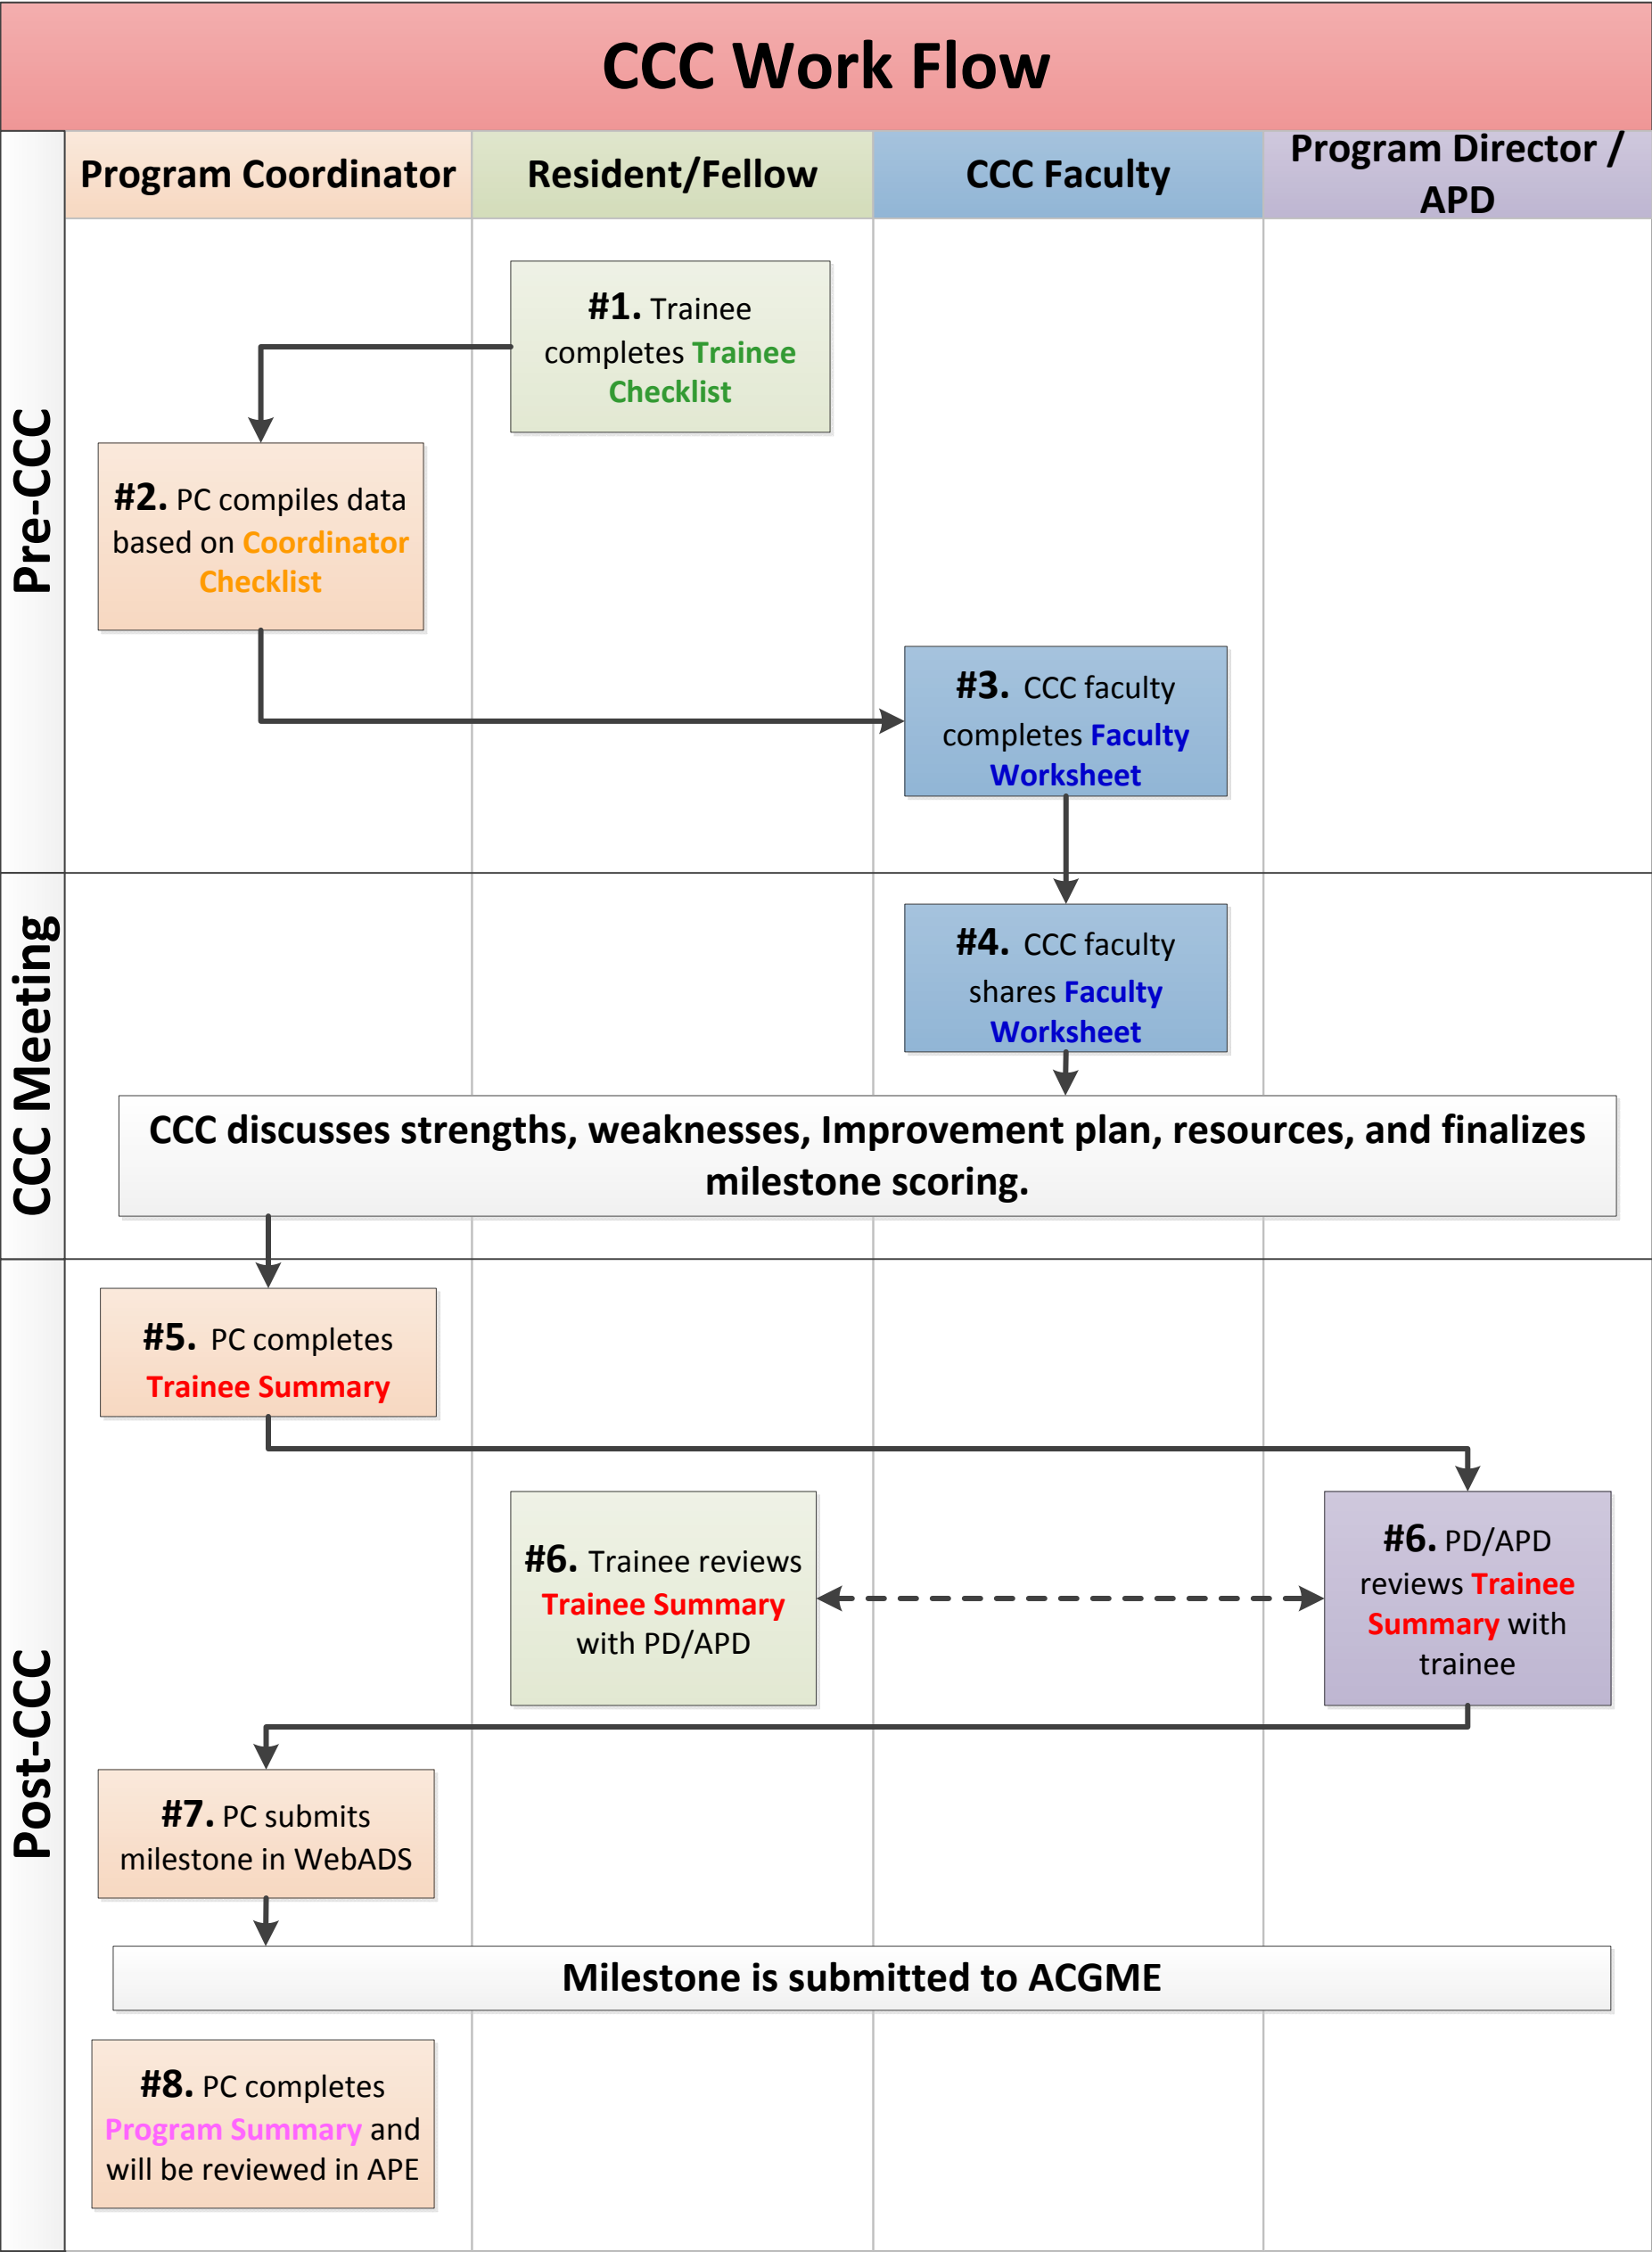 CCC Work Flow
Program Coordinator
Resident/Fellow
CCC Faculty
Program Director /
APD
Pre-CCC
#1. Trainee
completes Trainee
Checklist
#2. PC compiles data
based on Coordinator
Checklist
#3. CCC faculty
completes Faculty
Worksheet
CCC Meeting
#4. CCC faculty
shares Faculty
Worksheet
CCC discusses strengths, weaknesses, Improvement plan, resources, and finalizes
milestone scoring.
Post-CCC
#5. PC completes
Trainee Summary
#6. Trainee reviews
Trainee Summary
with PD/APD
#6. PD/APD
reviews Trainee
Summary with
trainee
#7. PC submits
milestone in WebADS
Milestone is submitted to ACGME
#8. PC completes
Program Summary and
will be reviewed in APE